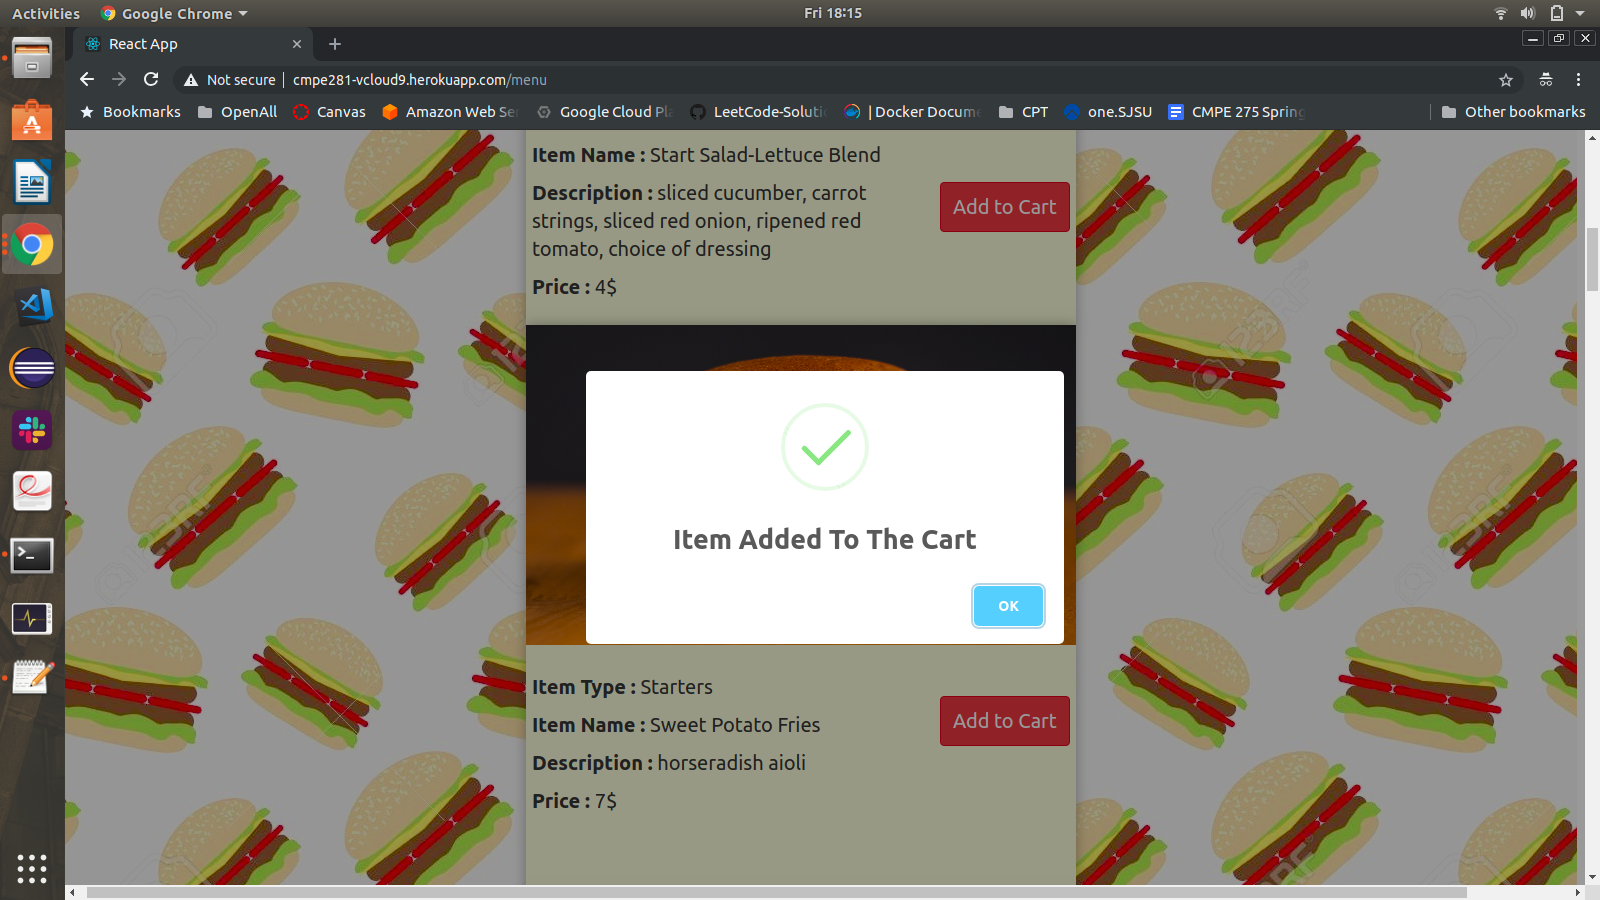 Activities
Google Chrome
Fri 18:15
React App
Not secure
cmpe281-vcloud9.herokuapp.com/menu
Bookmarks
OpenAll
Canvas
Amazon Web Se
Google Cloud Pla
LeetCode-Soluti
| Docker Docume
CPT
one.SJSU
CMPE 275 Spring
Other bookmarks
Item Name : Start Salad-Lettuce Blend
Description : sliced cucumber, carrot
strings, sliced red onion, ripened red
tomato, choice of dressing
Price : 4$
Add to Cart
Item Added To The Cart
OK
Item Type : Starters
Item Name : Sweet Potato Fries
Description : horseradish aioli
Price : 7$
Add to Cart